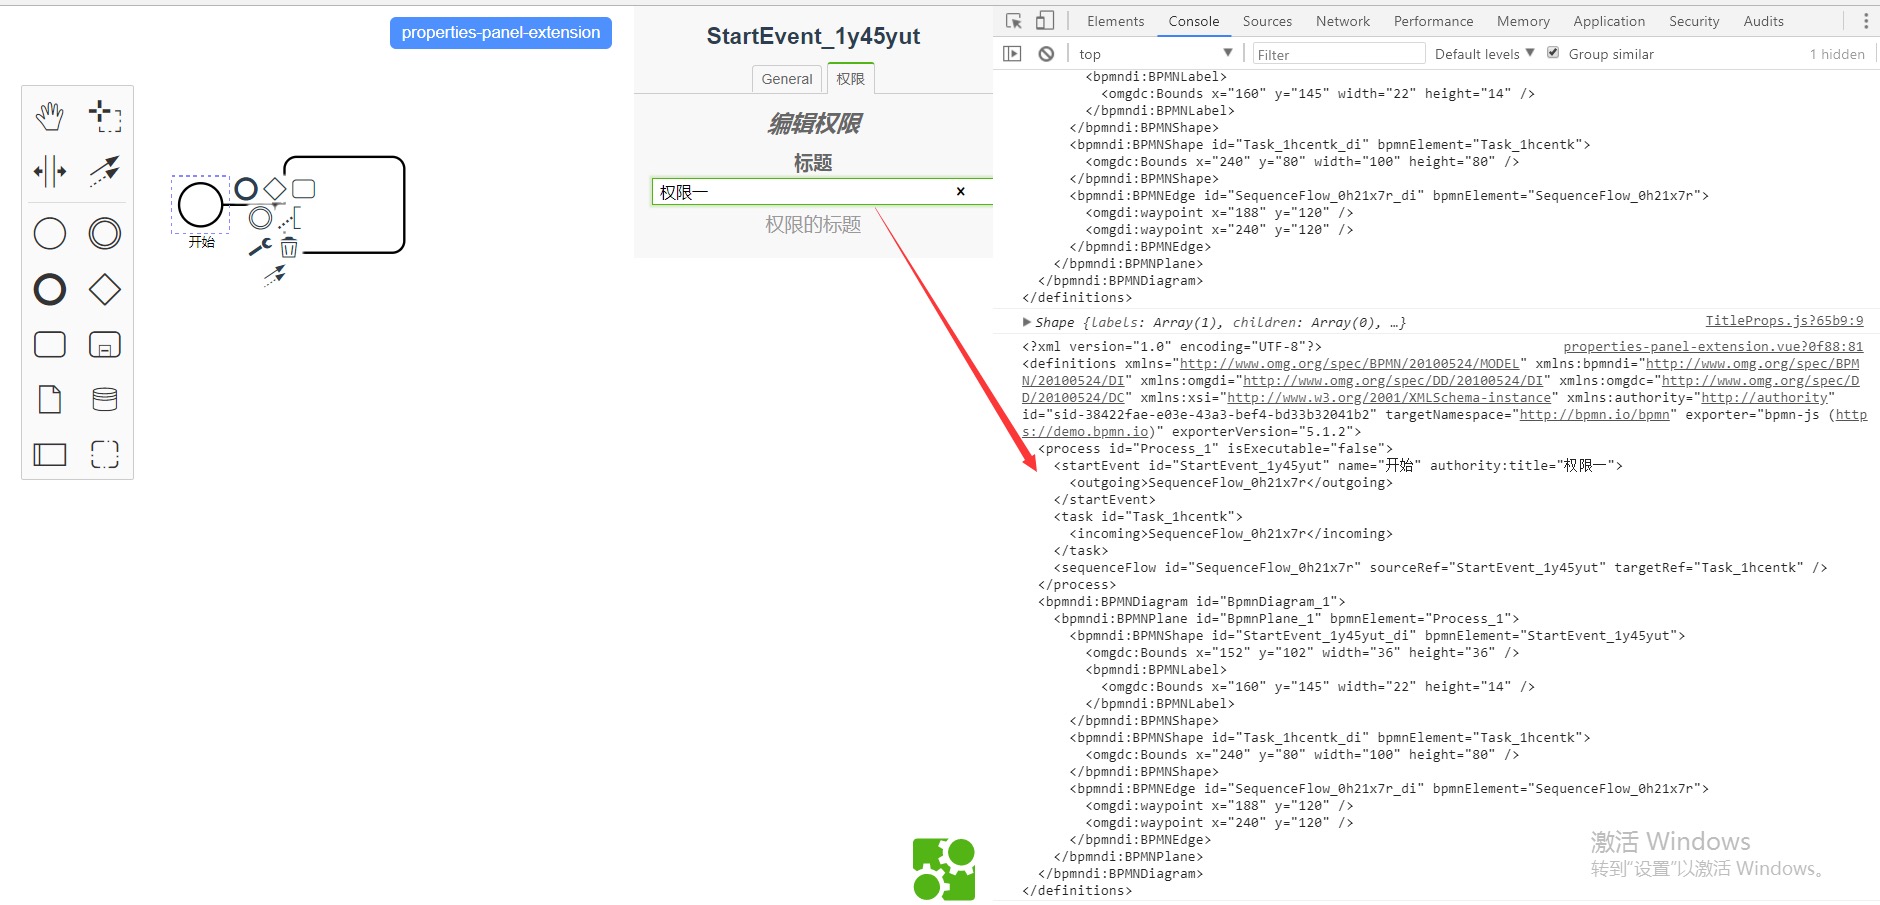 properties-panel-extension
开始
StartEvent_1y45yut
General
权限
编辑权限
标题
权限一
×
权限的标题
Elements
Console
Sources
Network
Performance
Memory
Application
Security
Audits
top
Filter
Default levels
Group similar
1 hidden
<bpmndi:BPMNLabel>
<omgdc:Bounds x="160" y="145" width="22" height="14" />
</bpmndi:BPMNLabel>
</bpmndi:BPMNShape>
<bpmndi:BPMNShape id="Task_1hcentk_di" bpmnElement="Task_1hcentk">
<omgdc:Bounds x="240" y="80" width="100" height="80" />
</bpmndi:BPMNShape>
<bpmndi:BPMNEdge id="SequenceFlow_0h21x7r_di" bpmnElement="SequenceFlow_0h21x7r">
<omgdi:waypoint x="188" y="120" />
<omgdi:waypoint x="240" y="120" />
</bpmndi:BPMNEdge>
</bpmndi:BPMNPlane>
</bpmndi:BPMNDiagram>
</definitions>
Shape {labels: Array(1), children: Array(0), …}
TitleProps.js?65b9:9
<?xml version="1.0" encoding="UTF-8"?>
properties-panel-extension.vue?0f88:81
<definitions xmlns="http://www.omg.org/spec/BPMN/20100524/MODEL" xmlns:bpmndi="http://www.omg.org/spec/BPM
N/20100524/DI" xmlns:omgdi="http://www.omg.org/spec/DD/20100524/DI" xmlns:omgdc="http://www.omg.org/spec/D
D/20100524/DC" xmlns:xsi="http://www.w3.org/2001/XMLSchema-instance" xmlns:authority="http://authority"
id="sid-38422fae-e03e-43a3-bef4-bd33b32041b2" targetNamespace="http://bpmn.io/bpmn" exporter="bpmn-js (http
s://demo.bpmn.io)" exporterVersion="5.1.2">
<process id="Process_1" isExecutable="false">
<startEvent id="StartEvent_1y45yut" name="开始" authority:title="权限一">
<outgoing>SequenceFlow_0h21x7r</outgoing>
</startEvent>
<task id="Task_1hcentk">
<incoming>SequenceFlow_0h21x7r</incoming>
</task>
<sequenceFlow id="SequenceFlow_0h21x7r" sourceRef="StartEvent_1y45yut" targetRef="Task_1hcentk" />
</process>
<bpmndi:BPMNDiagram id="BpmnDiagram_1">
<bpmndi:BPMNPlane id="BpmnPlane_1" bpmnElement="Process_1">
<bpmndi:BPMNShape id="StartEvent_1y45yut_di" bpmnElement="StartEvent_1y45yut">
<omgdc:Bounds x="152" y="102" width="36" height="36" />
<bpmndi:BPMNLabel>
<omgdc:Bounds x="160" y="145" width="22" height="14" />
</bpmndi:BPMNLabel>
</bpmndi:BPMNShape>
<bpmndi:BPMNShape id="Task_1hcentk_di" bpmnElement="Task_1hcentk">
<omgdc:Bounds x="240" y="80" width="100" height="80" />
</bpmndi:BPMNShape>
<bpmndi:BPMNEdge id="SequenceFlow_0h21x7r_di" bpmnElement="SequenceFlow_0h21x7r">
<omgdi:waypoint x="188" y="120" />
<omgdi:waypoint x="240" y="120" />
</bpmndi:BPMNEdge>
</bpmndi:BPMNPlane>
</bpmndi:BPMNDiagram>
</definitions>
激活 Windows
转到“设置”以激活 Windows。